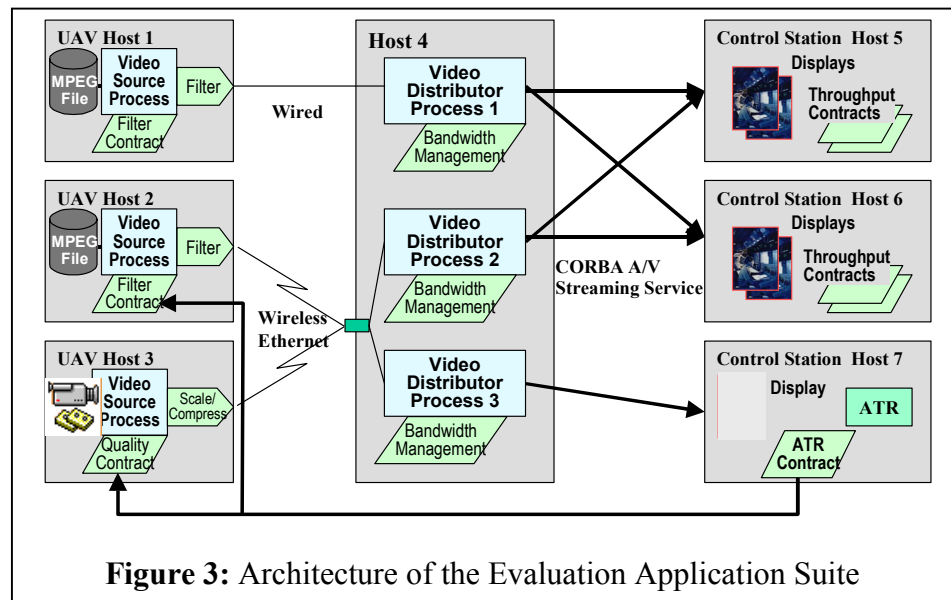 UAV Host 1
MPEG
File
Video
Source
Process
Filter
Filter
Contract
Wired
UAV Host 2
MPEG
File
Video
Source
Process
Filter
Filter
Contract
Wireless
Ethernet
UAV Host 3
Video
Source
Process
Scale/
Compress
Quality
Contract
Host 4
Video
Distributor
Process 1
Bandwidth
Management
Video
Distributor
Process 2
Bandwidth
Management
Video
Distributor
Process 3
Bandwidth
Management
CORBA A/V
Streaming Service
Control Station Host 5
Displays
Throughput
Contracts
Control Station Host 6
Displays
Throughput
Contracts
Control Station Host 7
Display
ATR
ATR
Contract
Figure 3: Architecture of the Evaluation Application Suite